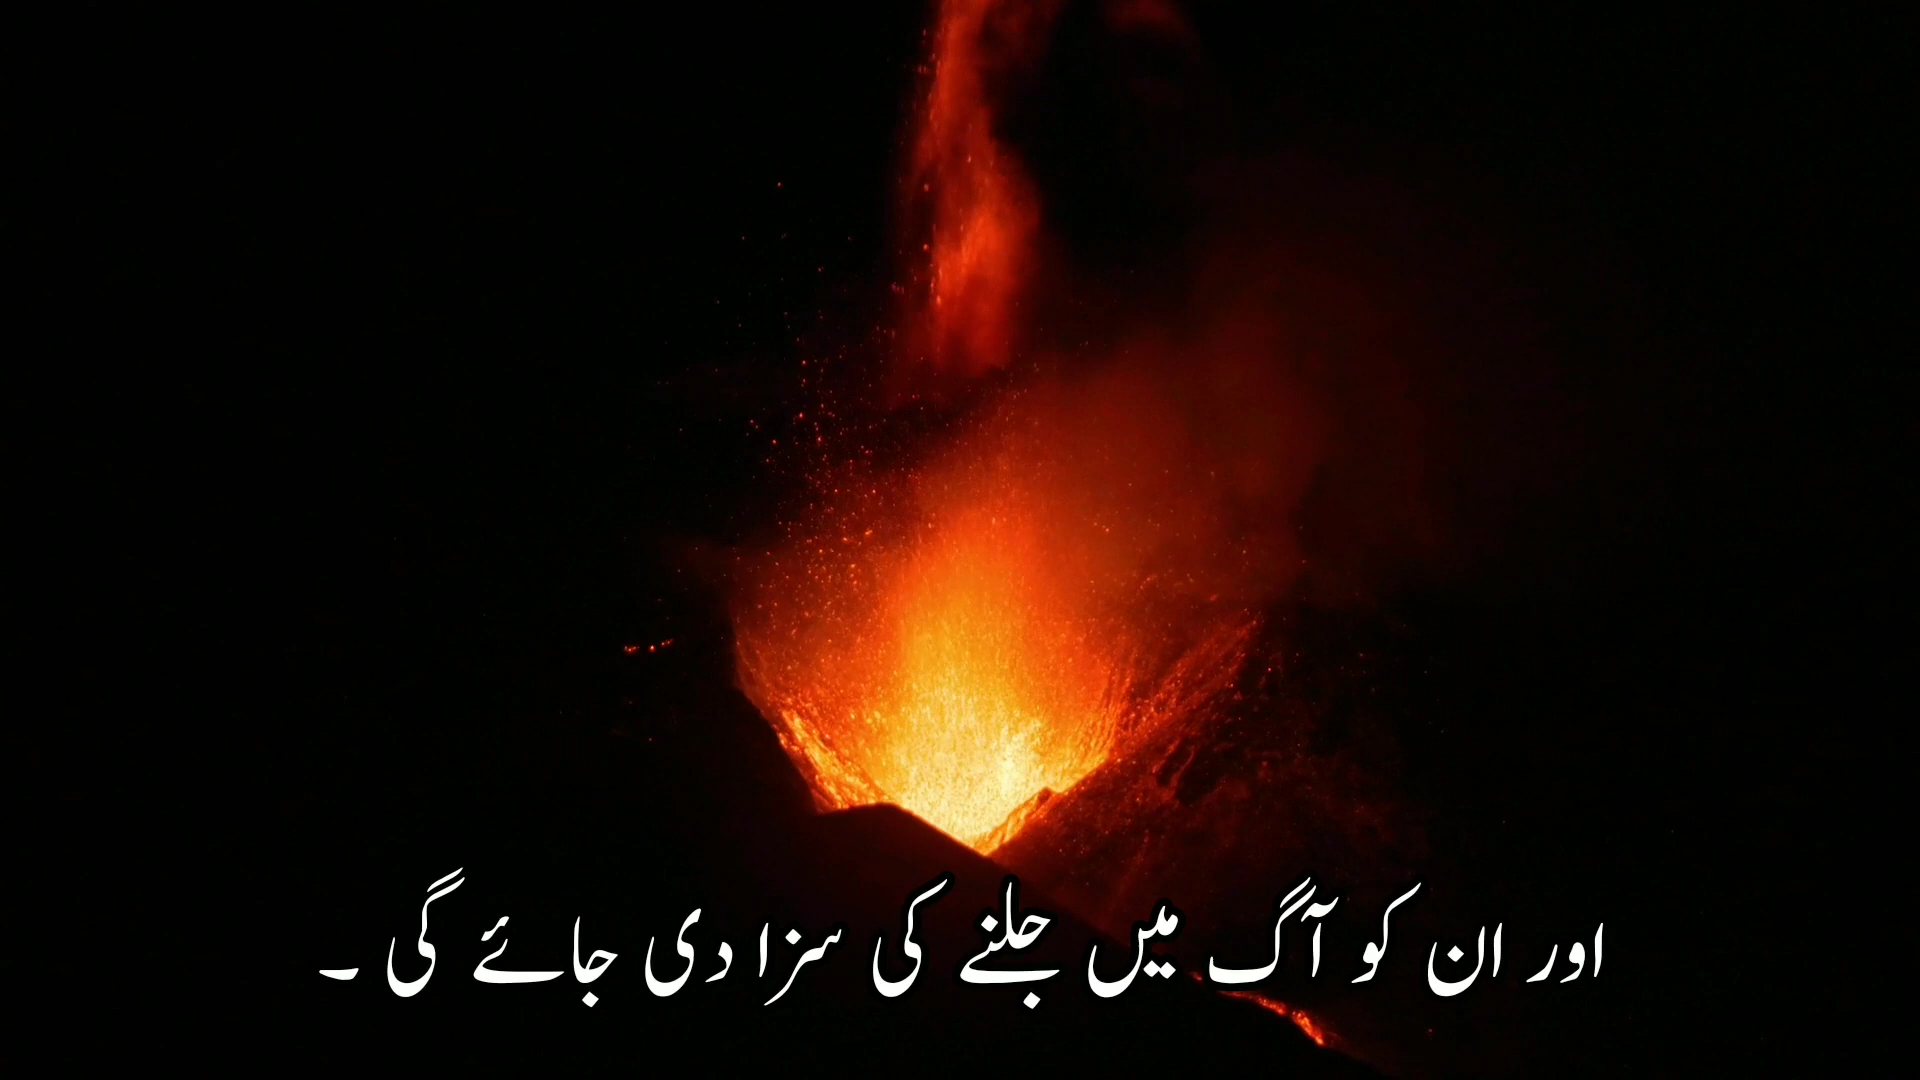 اور ان کو آگ میں جلنے کی سزا دی جائے گی ۔